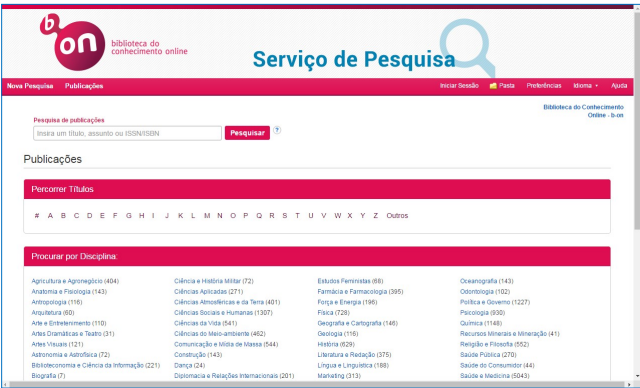 b on
biblioteca do
conhecimento online
Serviço de Pesquisa
Nova Pesquisa Publicações Iniciar Sessão Pasta Preferências Idioma Ajuda
Biblioteca do Conhecimento
Online - b-on
Pesquisa de publicações
Insira um título, assunto ou ISSN/ISBN Pesquisar ?
Publicações
Percorrer Títulos
# A B C D E F G H I J K L M N O P Q R S T U V W X Y Z Outros
Procurar por Disciplina:
Agricultura e Agronegócio (404) Ciência e História Militar (72) Estudos Feministas (68) Oceanografia (143)
Anatomia e Fisiologia (143) Ciências Aplicadas (271) Farmácia e Farmacologia (395) Odontologia (102)
Antropologia (116) Ciências Atmosféricas e da Terra (401) Força e Energia (196) Política e Governo (1227)
Arquitetura (60) Ciências Sociais e Humanas (1307) Física (728) Psicologia (930)
Arte e Entretenimento (110) Ciências da Vida (541) Geografia e Cartografia (146) Química (1148)
Artes Dramáticas e Teatro (31) Ciências do Meio-ambiente (462) Geologia (116) Recursos Minerais e Mineração (41)
Artes Visuais (121) Comunicação e Mídia de Massa (544) História (629) Religião e Filosofia (552)
Astronomia e Astrofísica (72) Construção (143) Literatura e Redação (375) Saúde Pública (270)
Biblioteconomia e Ciência da Informação (221) Dança (24) Língua e Linguística (188) Saúde do Consumidor (44)
Biografia (7) Diplomacia e Relações Internacionais (201) Marketing (313) Saúde e Medicina (5043)